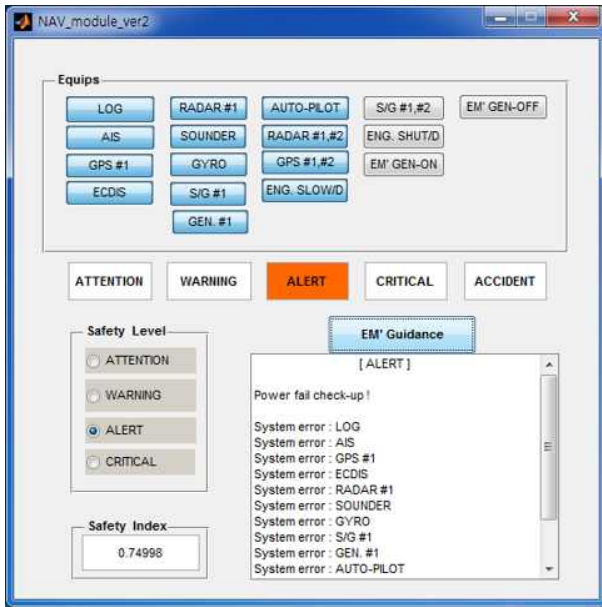 NAV_module_ver2
Equips
LOG RADAR #1 AUTO-PILOT S/G #1,#2 EM' GEN-OFF
AIS SOUNDER RADAR #1,#2 ENG. SHUT/D
GPS #1 GYRO GPS #1,#2 EM' GEN-ON
ECDIS S/G #1 ENG. SLOW/D
GEN. #1
ATTENTION WARNING ALERT CRITICAL ACCIDENT
Safety Level
ATTENTION
WARNING
ALERT
CRITICAL
Safety Index
0.74998
EM' Guidance
[ ALERT ]
Power fail check-up !
System error : LOG
System error : AIS
System error : GPS #1
System error : ECDIS
System error : RADAR #1
System error : SOUNDER
System error : GYRO
System error : S/G #1
System error : GEN. #1
System error : AUTO-PILOT